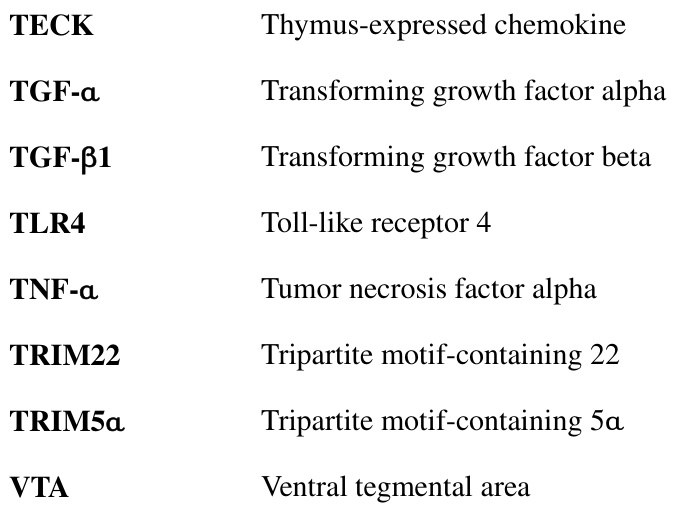 TECK Thymus-expressed chemokine
TGF-α Transforming growth factor alpha
TGF-β1 Transforming growth factor beta
TLR4 Toll-like receptor 4
TNF-α Tumor necrosis factor alpha
TRIM22 Tripartite motif-containing 22
TRIM5α Tripartite motif-containing 5α
VTA Ventral tegmental area